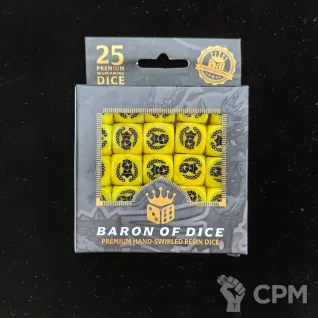 25
PREMIUM
WARGAMING
DICE
BARON OF DICE
PREMIUM HAND-SWIRLED RESIN DICE
CPM